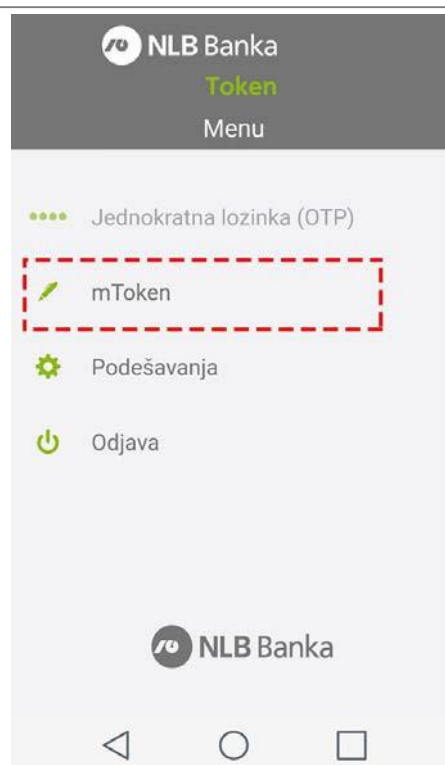 NLB Banka
Token
Menu
Jednokratna lozinka (OTP)
mToken
Podešavanja
Odjava
NLB Banka